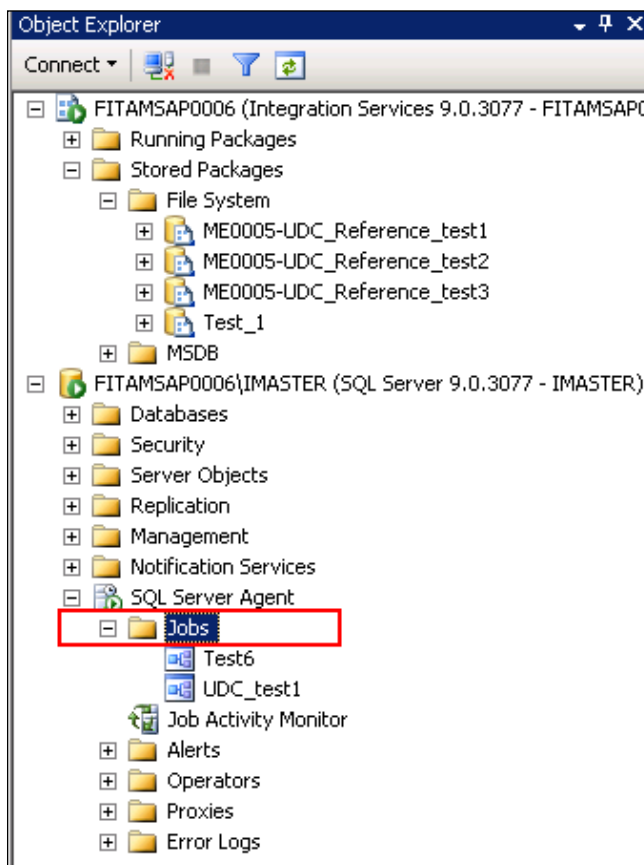 Object Explorer
Connect
FITAMSAP0006 (Integration Services 9.0.3077 - FITAMSAP0
Running Packages
Stored Packages
File System
ME0005-UDC_Reference_test1
ME0005-UDC_Reference_test2
ME0005-UDC_Reference_test3
Test_1
MSDB
FITAMSAP0006\IMASTER (SQL Server 9.0.3077 - IMASTER)
Databases
Security
Server Objects
Replication
Management
Notification Services
SQL Server Agent
Jobs
Test6
UDC_test1
Job Activity Monitor
Alerts
Operators
Proxies
Error Logs